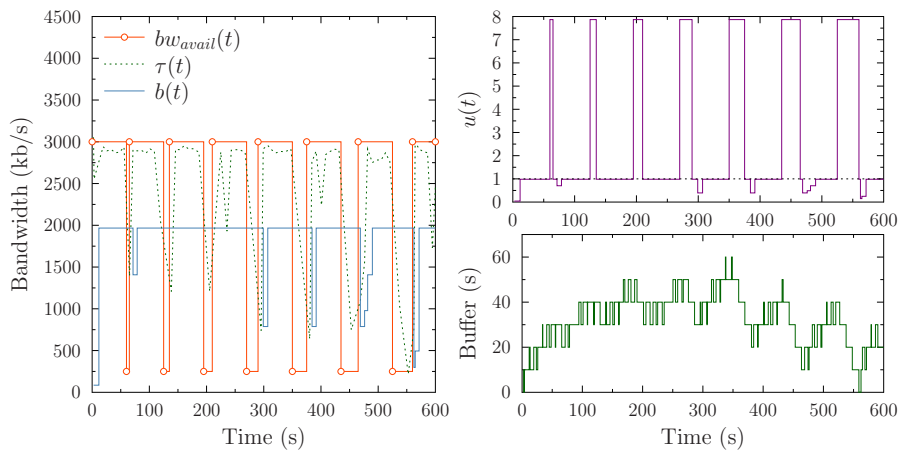 4500
4000
3500
3000
2500
2000
1500
1000
500
0
Bandwidth (kb/s)
bw_avail(t)
τ(t)
b(t)
0 100 200 300 400 500 600
Time (s)
8
7
6
5
4
3
2
1
0
u(t)
0 100 200 300 400 500 600
60
40
20
0
Buffer (s)
0 100 200 300 400 500 600
Time (s)